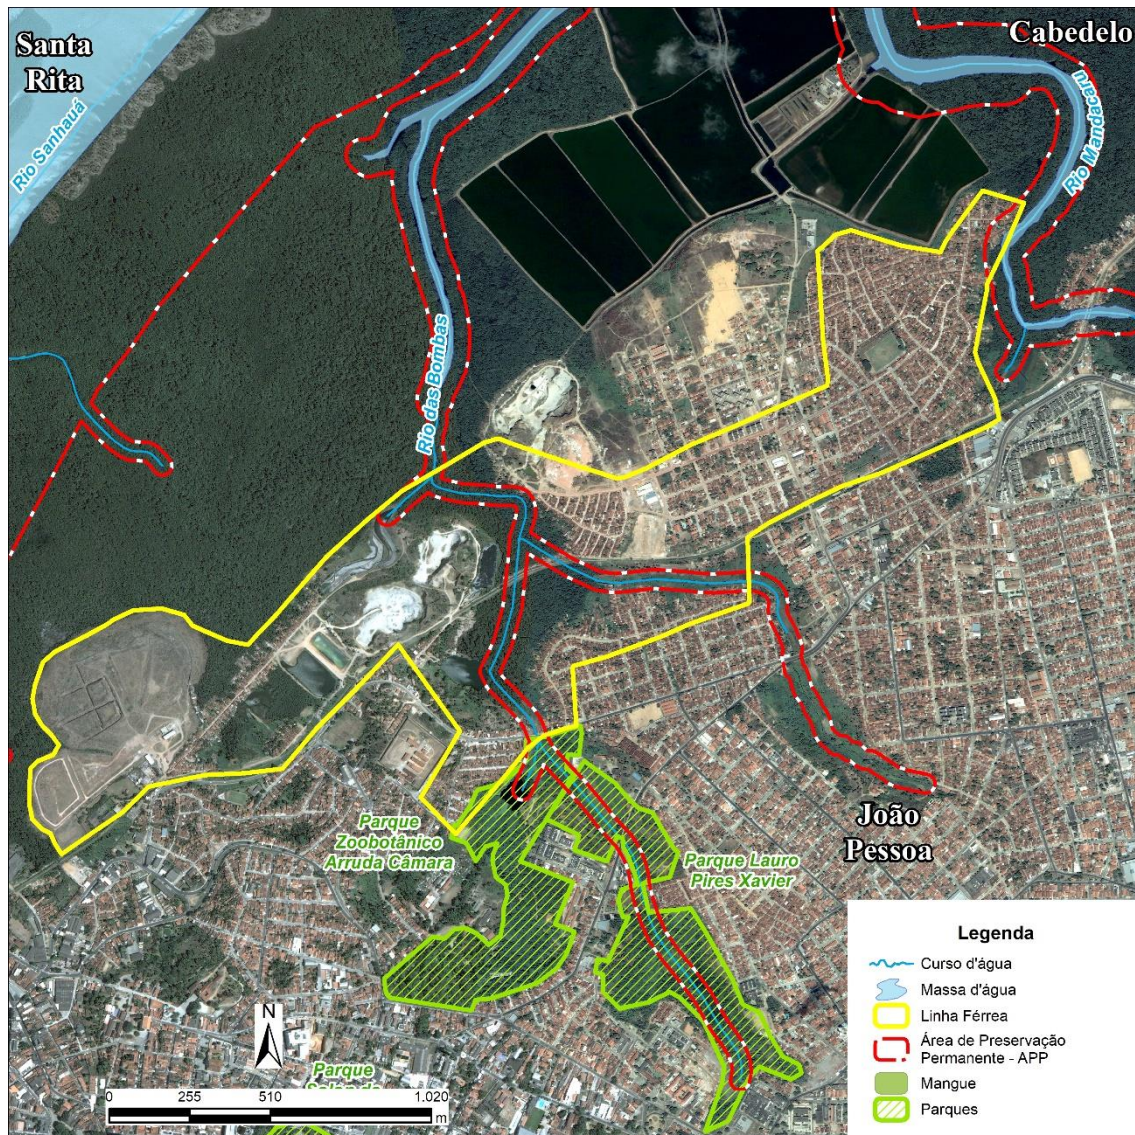 Santa
Rita
Cabedelo
Rio Sanhauá
Rio Mandacaru
Rio das Bombas
João
Pessoa
Parque
Zoobotânico
Arruda Câmara
Parque Lauro
Pires Xavier
N
Parque
0 255 510 1.020
m
Legenda
Curso d'água
Massa d'água
Linha Férrea
Área de Preservação
Permanente - APP
Mangue
Parques